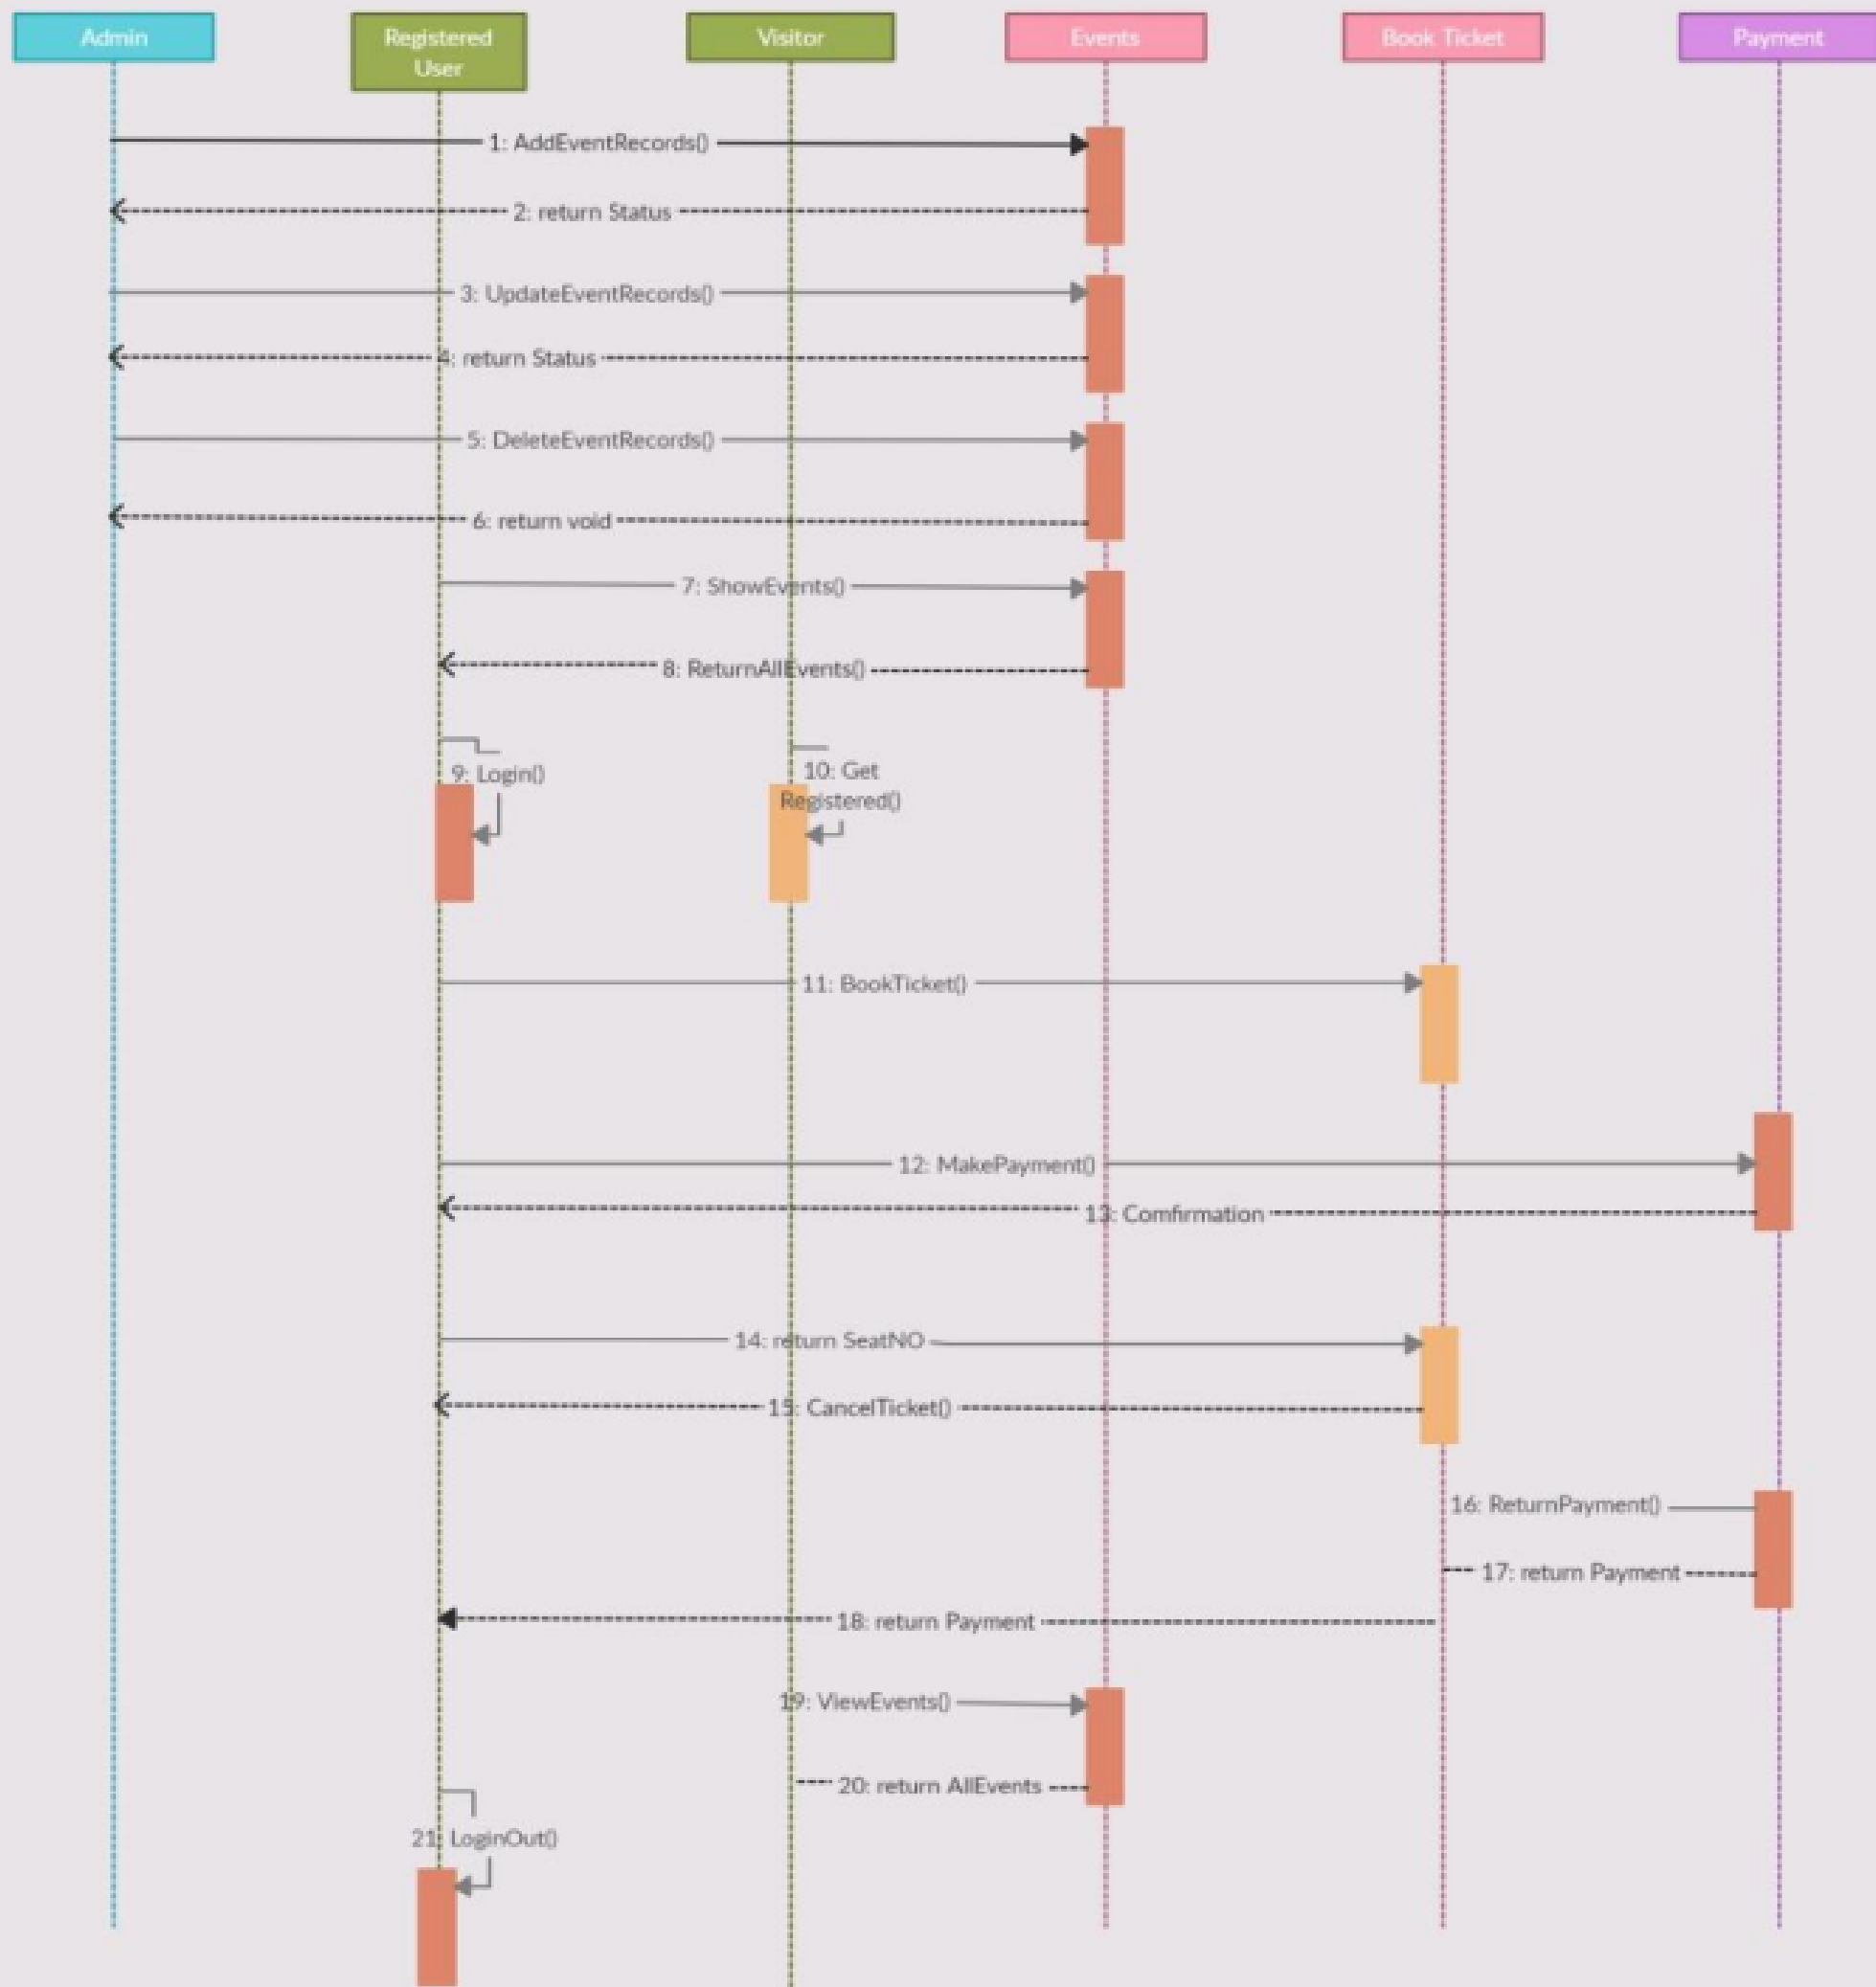 Admin
Registered
User
Visitor
Events
Book Ticket
Payment
1: AddEventRecords()
2: return Status
3: UpdateEventRecords()
4: return Status
5: DeleteEventRecords()
6: return void
7: ShowEvents()
8: ReturnAllEvents()
9: Login()
10: Get
Registered()
11: BookTicket()
12: MakePayment()
13: Comfirmation
14: return SeatNO
15: CancelTicket()
16: ReturnPayment()
17: return Payment
18: return Payment
19: ViewEvents()
20: return AllEvents
21: LoginOut()